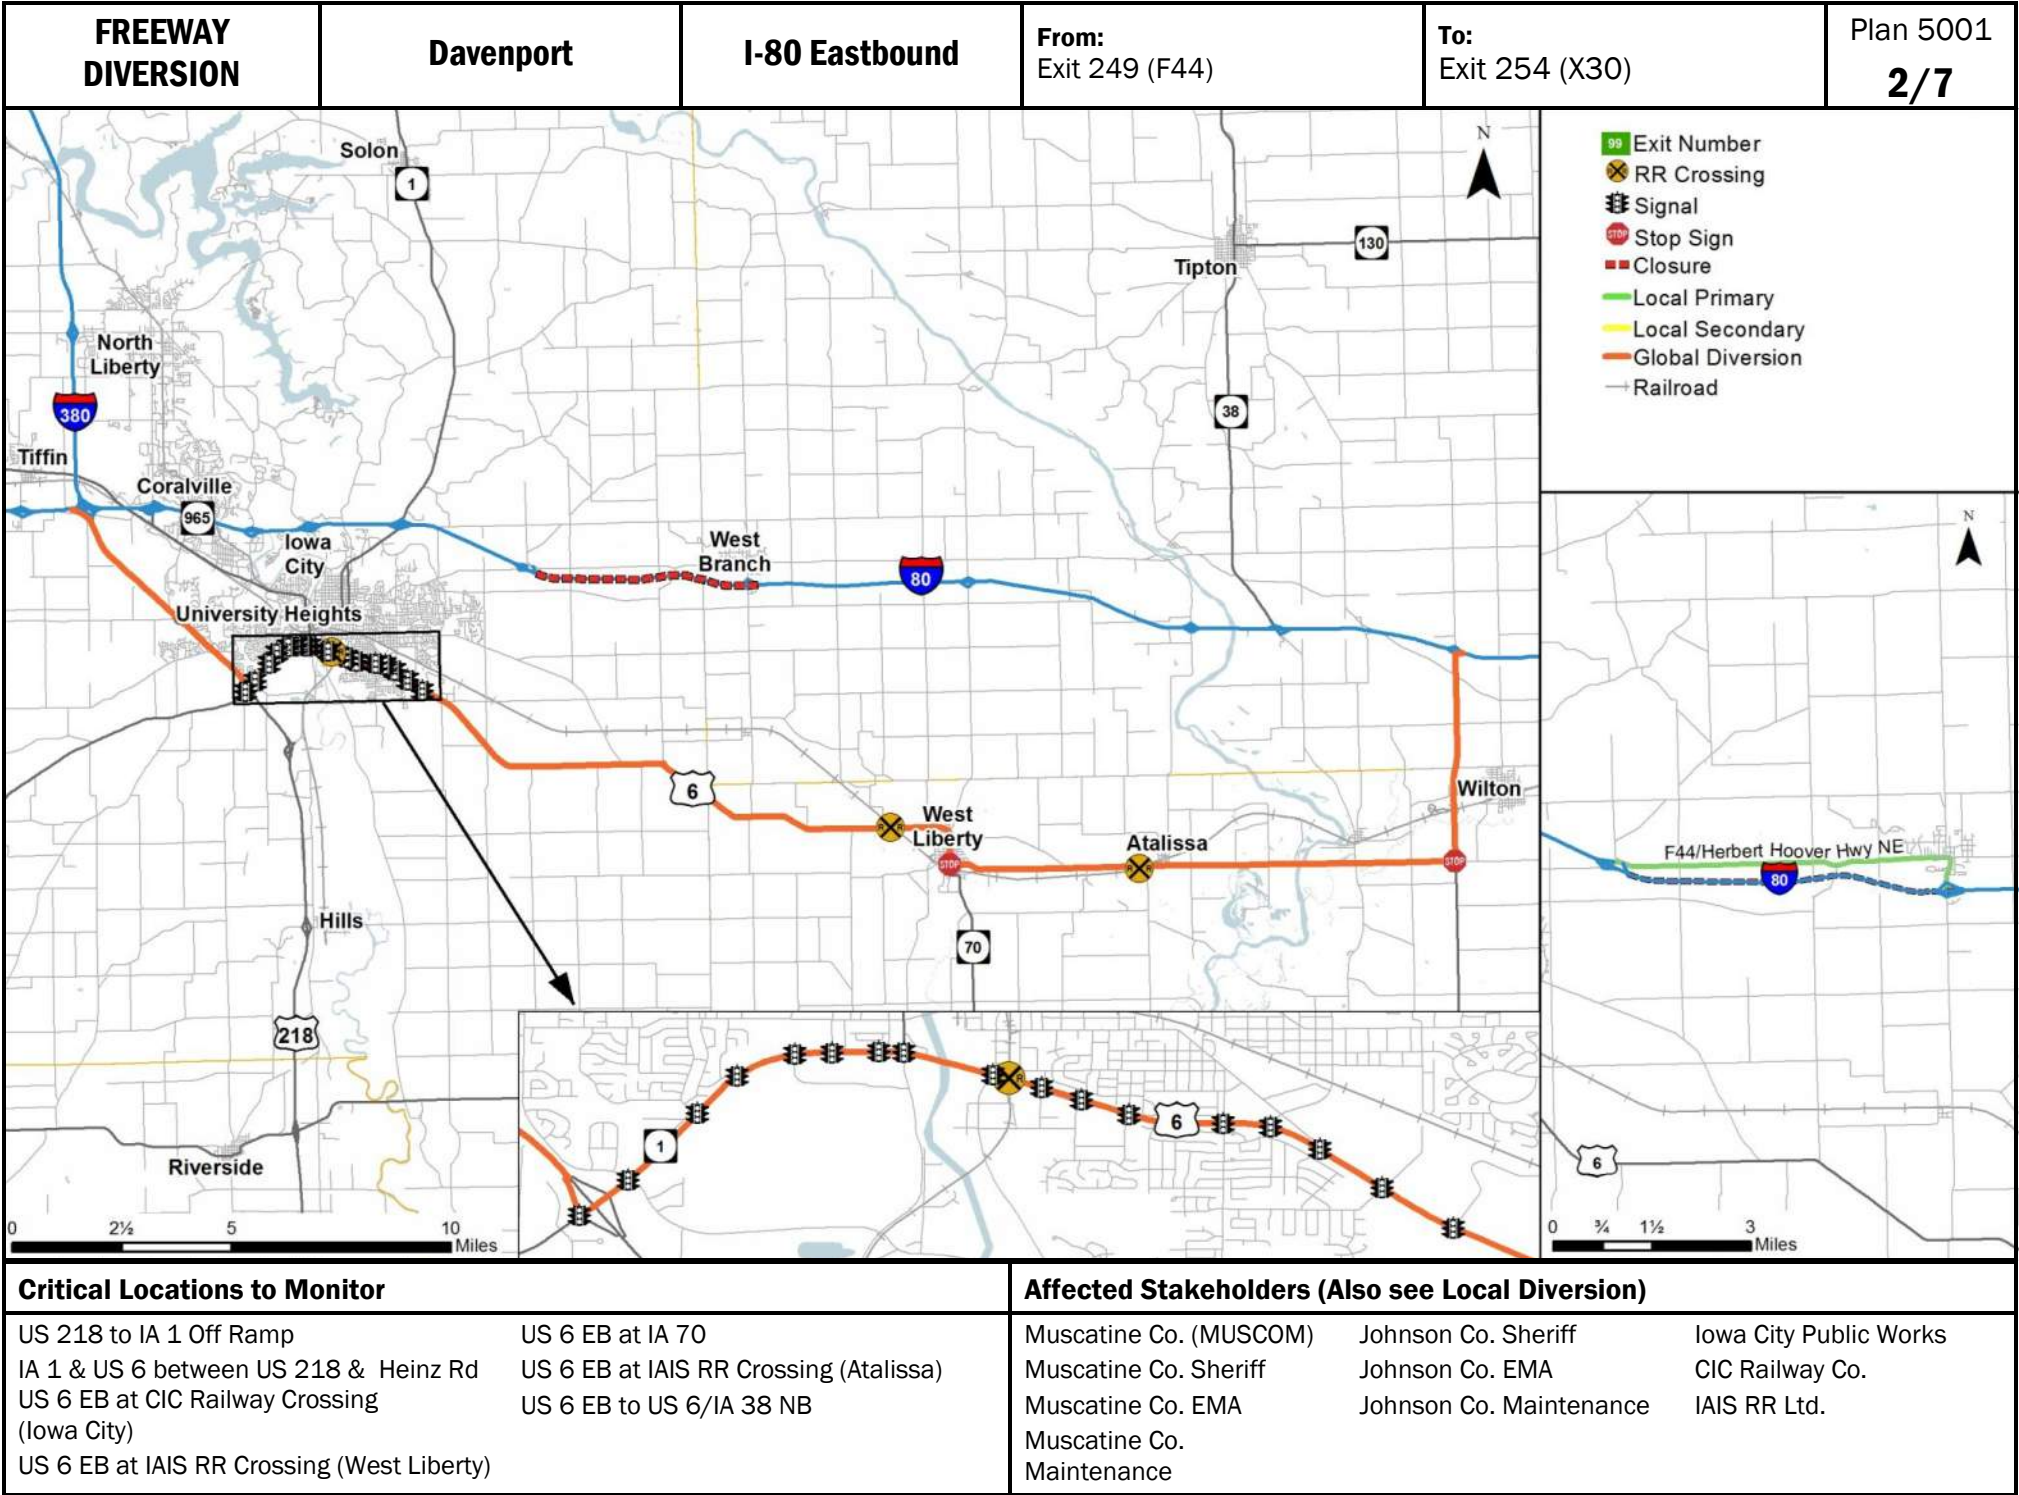 FREEWAY
DIVERSION
Davenport
I-80 Eastbound
From:
Exit 249 (F44)
To:
Exit 254 (X30)
Plan 5001
2/7
Solon
1
N
130
Tipton
North
Liberty
38
380
Tiffin
Coralville
965
Iowa
City
West
Branch
80
University Heights
6
Wilton
West
Liberty
STOP
Atalissa
STOP
Hills
70
218
Riverside
0 2½ 5 10
Miles
1
6
99 Exit Number
RR Crossing
Signal
STOP Stop Sign
Closure
Local Primary
Local Secondary
Global Diversion
Railroad
N
F44/Herbert Hoover Hwy NE
80
6
0 ¾ 1½ 3
Miles
Critical Locations to Monitor
US 218 to IA 1 Off Ramp
IA 1 & US 6 between US 218 & Heinz Rd
US 6 EB at CIC Railway Crossing
(Iowa City)
US 6 EB at IAIS RR Crossing (West Liberty)
US 6 EB at IA 70
US 6 EB at IAIS RR Crossing (Atalissa)
US 6 EB to US 6/IA 38 NB
Affected Stakeholders (Also see Local Diversion)
Muscatine Co. (MUSCOM)
Muscatine Co. Sheriff
Muscatine Co. EMA
Muscatine Co.
Maintenance
Johnson Co. Sheriff
Johnson Co. EMA
Johnson Co. Maintenance
Iowa City Public Works
CIC Railway Co.
IAIS RR Ltd.